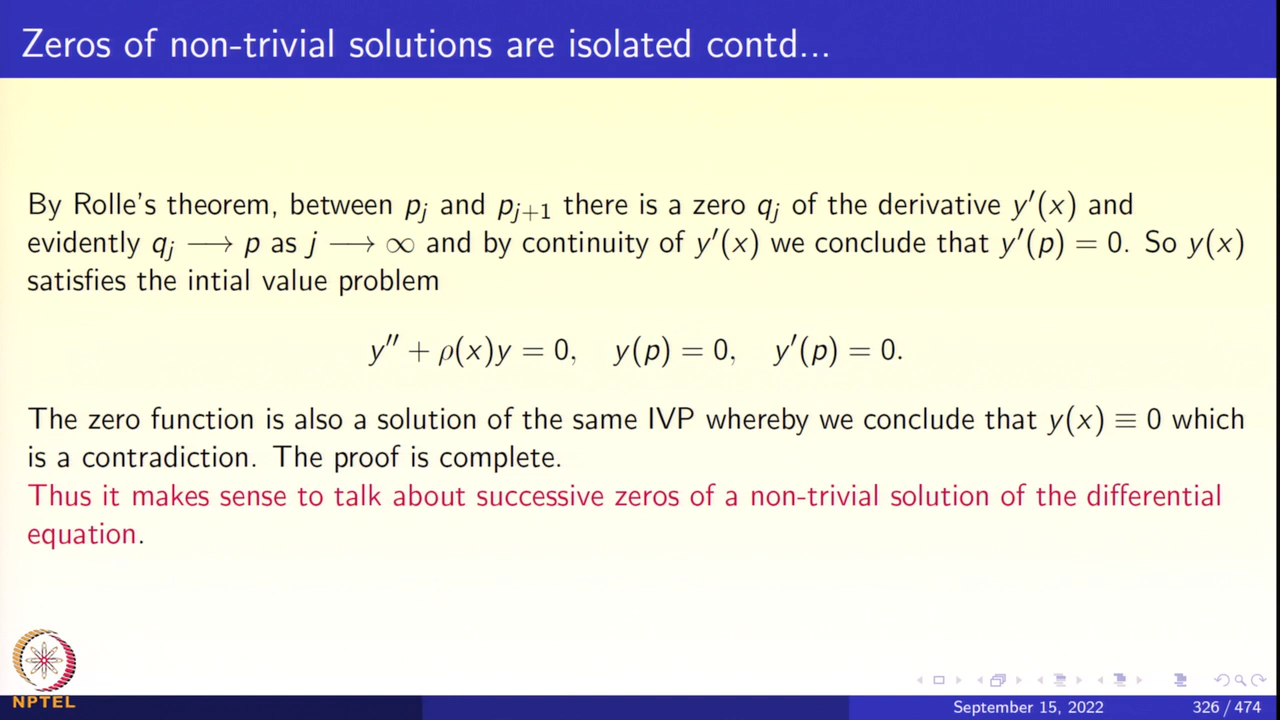 Zeros of non-trivial solutions are isolated contd...
By Rolle's theorem, between pⱼ and pⱼ₊₁ there is a zero qⱼ of the derivative y′(x) and
evidently qⱼ ⟶ p as j ⟶ ∞ and by continuity of y′(x) we conclude that y′(p) = 0. So y(x)
satisfies the intial value problem
y″ + ρ(x)y = 0, y(p) = 0, y′(p) = 0.
The zero function is also a solution of the same IVP whereby we conclude that y(x) ≡ 0 which
is a contradiction. The proof is complete.
Thus it makes sense to talk about successive zeros of a non-trivial solution of the differential
equation.
NPTEL
September 15, 2022 326 / 474